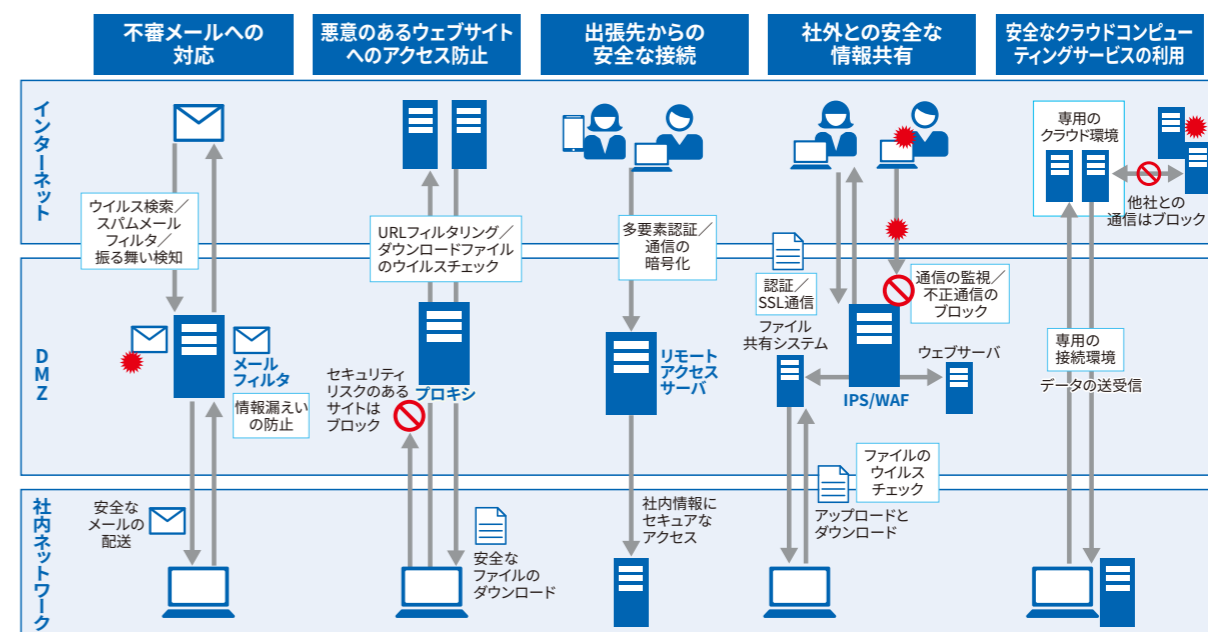 不審メールへの
対応
悪意のあるウェブサイト
へのアクセス防止
出張先からの
安全な接続
社外との安全な
情報共有
安全なクラウドコンピュー
ティングサービスの利用
インターネット
ウイルス検索／
スパムメール
フィルタ／
振る舞い検知
URLフィルタリング／
ダウンロードファイル
のウイルスチェック
多要素認証／
通信の
暗号化
専用の
クラウド環境
他社との
通信はブロック
DMZ
メール
フィルタ
情報漏えい
の防止
セキュリティ
リスクのある
サイトは
ブロック
プロキシ
リモート
アクセス
サーバ
認証／
SSL通信
ファイル
共有システム
通信の監視／
不正通信の
ブロック
ウェブサーバ
IPS/WAF
専用の
接続環境
データの送受信
社内ネットワーク
安全な
メールの
配送
安全な
ファイルの
ダウンロード
社内情報に
セキュアな
アクセス
ファイルの
ウイルス
チェック
アップロードと
ダウンロード